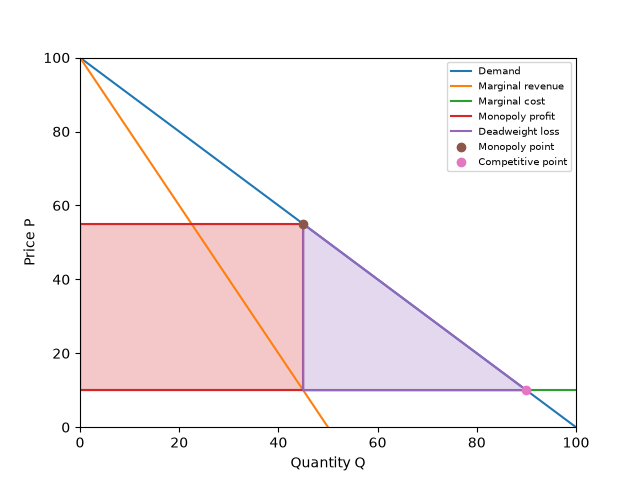 100
80
60
40
20
0
Price P
0 20 40 60 80 100
Quantity Q
Demand
Marginal revenue
Marginal cost
Monopoly profit
Deadweight loss
Monopoly point
Competitive point